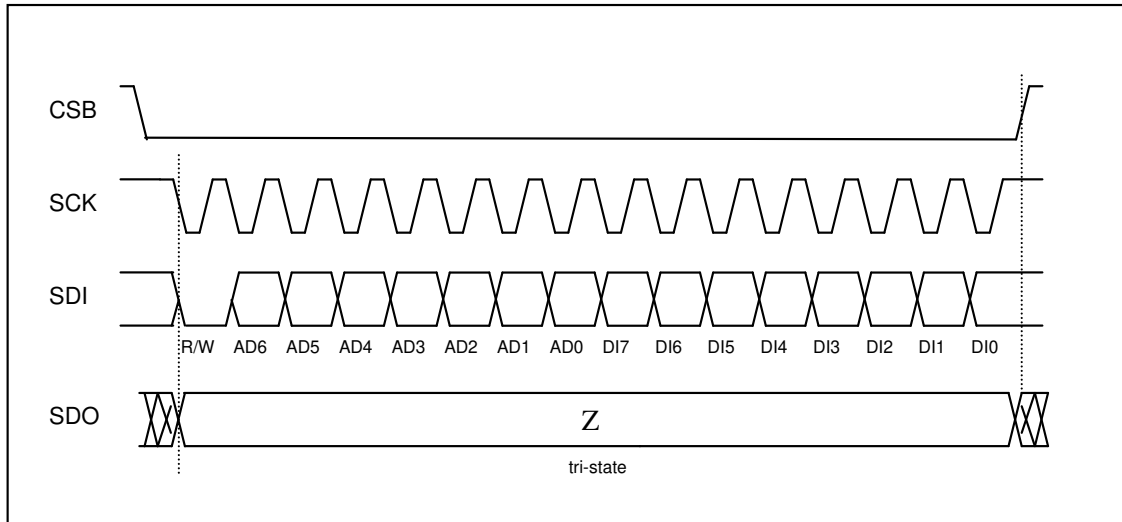 CSB
SCK
SDI
R/W AD6 AD5 AD4 AD3 AD2 AD1 AD0 DI7 DI6 DI5 DI4 DI3 DI2 DI1 DI0
SDO
Z
tri-state